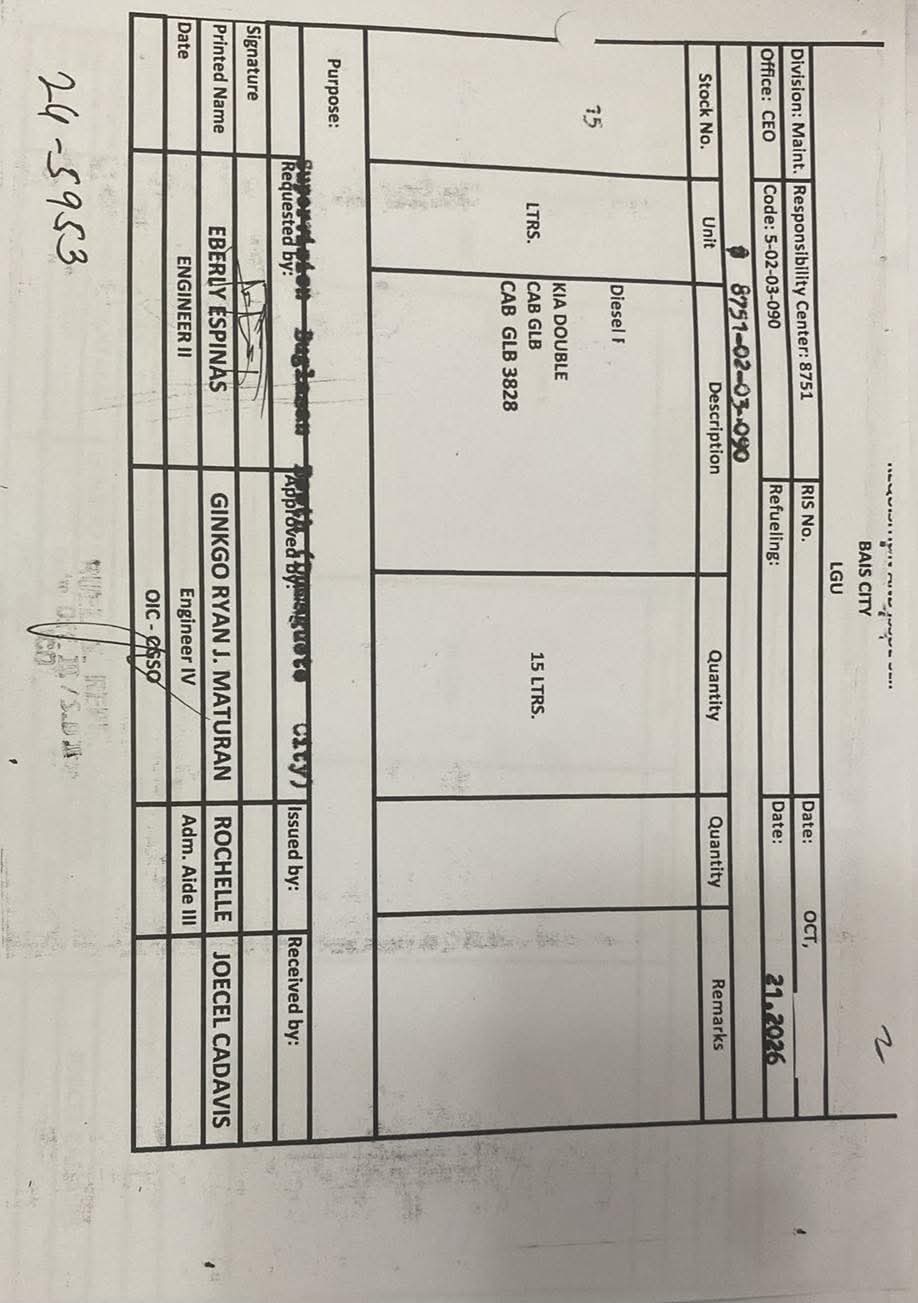 2
BAIS CITY
LGU
Division: Maint. Responsibility Center: 8751 RIS No. Date: OCT,
Office: CEO Code: 5-02-03-090 Refueling: Date: 21.2026
8751-02-03-090
Stock No. Unit Description Quantity Quantity Remarks
Diesel F
15
KIA DOUBLE
LTRS. CAB GLB 15 LTRS.
CAB GLB 3828
Purpose:
City)
Requested by: Approved by: Issued by: Received by:
Signature
Printed Name EBERLY ESPINAS GINKGO RYAN J. MATURAN ROCHELLE JOECEL CADAVIS
Date ENGINEER II Engineer IV Adm. Aide III
OIC -
24-5953